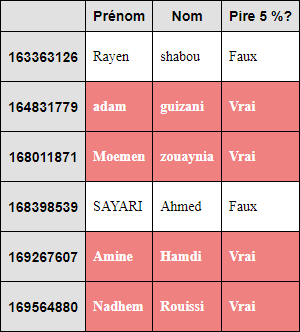 Prénom Nom Pire 5 %?
163363126 Rayen shabou Faux
164831779 adam guizani Vrai
168011871 Moemen zouaynia Vrai
168398539 SAYARI Ahmed Faux
169267607 Amine Hamdi Vrai
169564880 Nadhem Rouissi Vrai